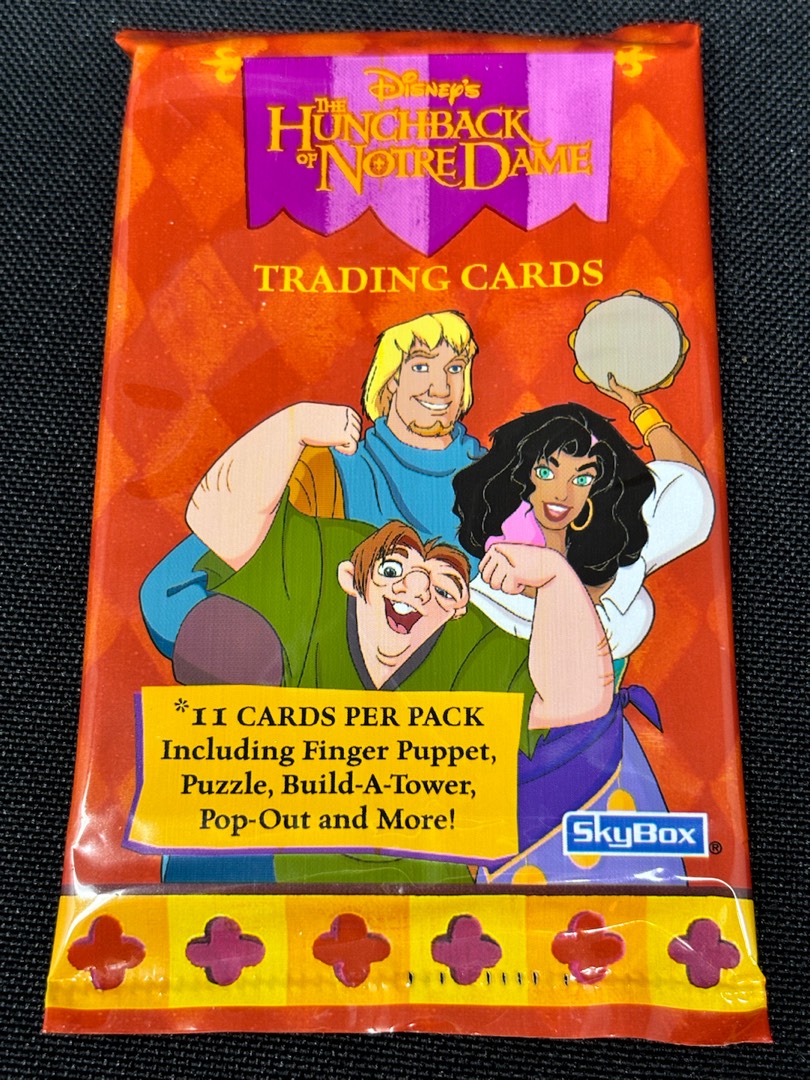 Disney's
THE
HUNCHBACK
OF NOTRE DAME
TRADING CARDS
*11 CARDS PER PACK
Including Finger Puppet,
Puzzle, Build-A-Tower,
Pop-Out and More!
SkyBox®